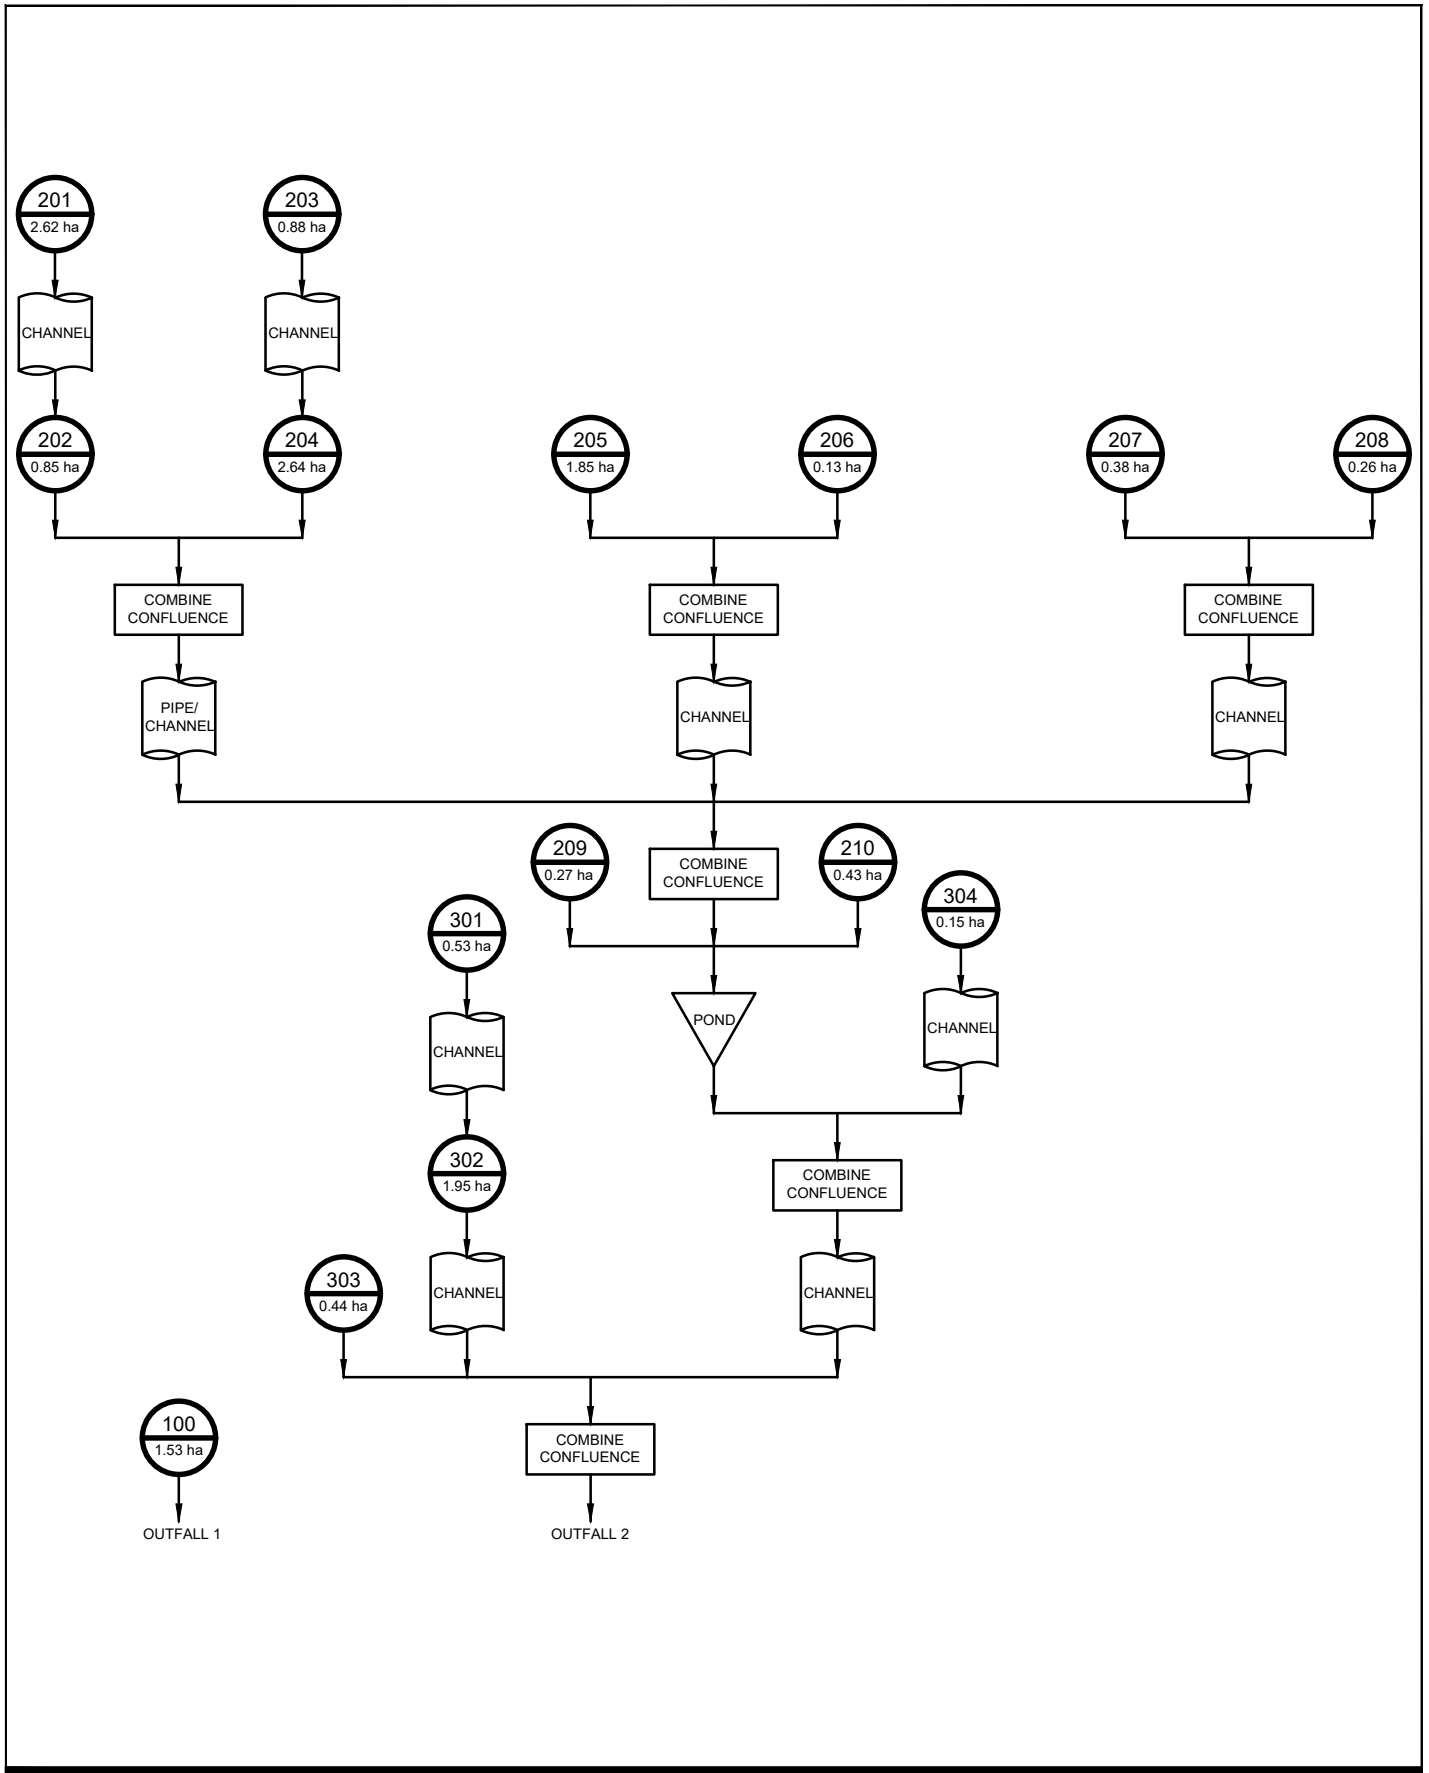 201
2.62 ha
203
0.88 ha
CHANNEL
CHANNEL
202
0.85 ha
204
2.64 ha
205
1.85 ha
206
0.13 ha
207
0.38 ha
208
0.26 ha
COMBINE
CONFLUENCE
COMBINE
CONFLUENCE
COMBINE
CONFLUENCE
PIPE/
CHANNEL
CHANNEL
CHANNEL
209
0.27 ha
COMBINE
CONFLUENCE
210
0.43 ha
304
0.15 ha
301
0.53 ha
POND
CHANNEL
CHANNEL
302
1.95 ha
COMBINE
CONFLUENCE
303
0.44 ha
CHANNEL
CHANNEL
100
1.53 ha
COMBINE
CONFLUENCE
OUTFALL 1
OUTFALL 2